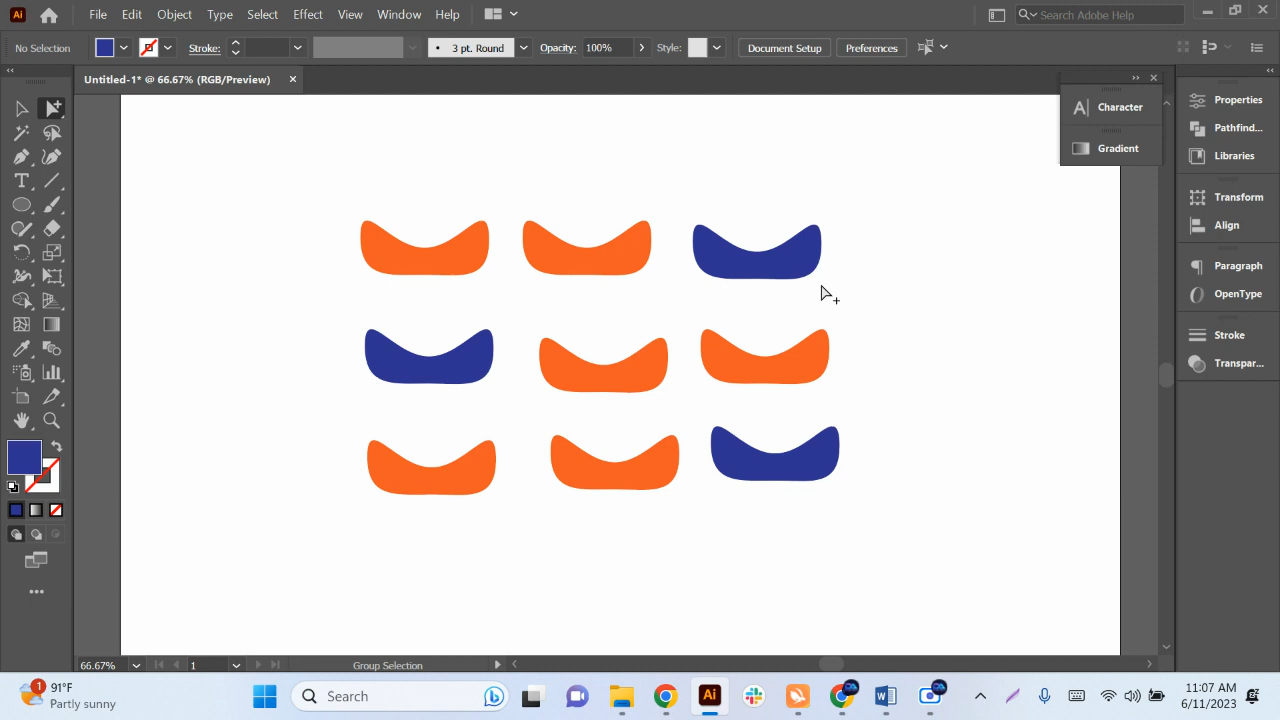 Ai File Edit Object Type Select Effect View Window Help Search Adobe Help
No Selection Stroke: 3 pt. Round Opacity: 100% Style: Document Setup Preferences
Untitled-1* @ 66.67% (RGB/Preview)
Character
Gradient
Properties
Pathfind...
Libraries
Transform
Align
Paragraph
OpenType
Stroke
Transpar...
66.67% 1 Group Selection
1 91°F
Partly sunny
Search
Ai
11:07 AM
6/11/2023